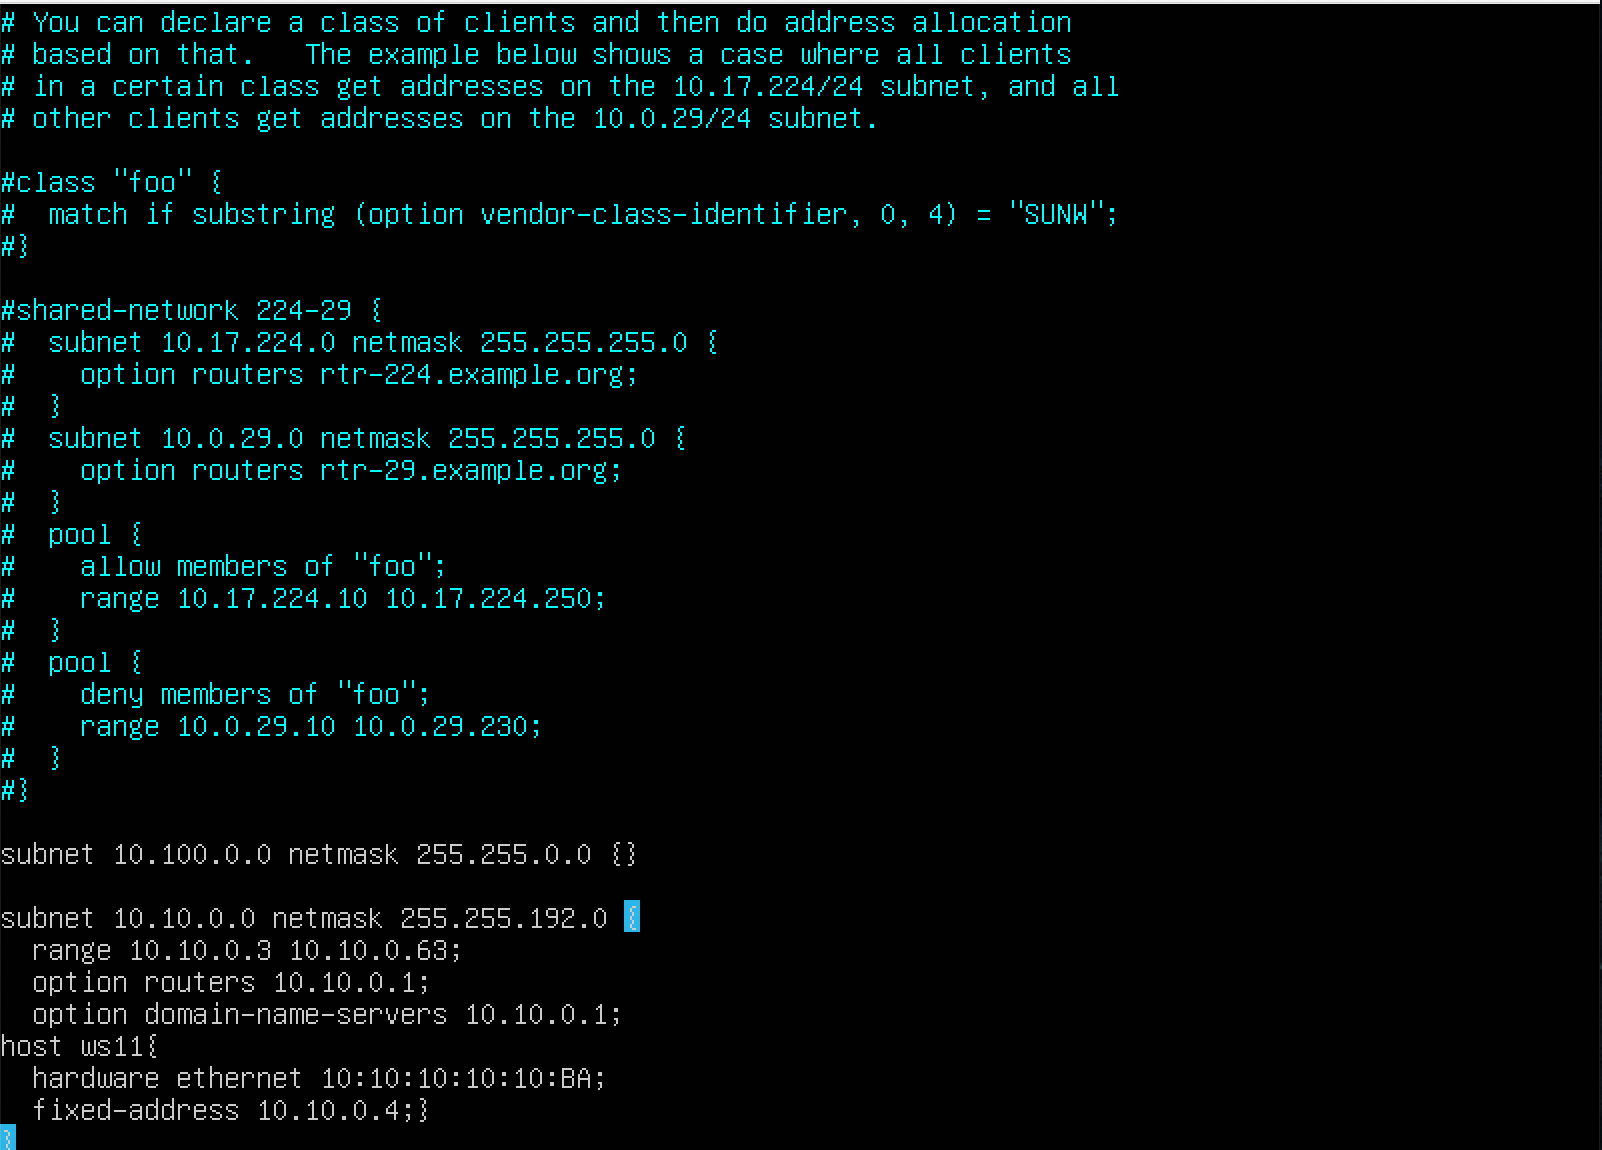 # You can declare a class of clients and then do address allocation
# based on that.   The example below shows a case where all clients
# in a certain class get addresses on the 10.17.224/24 subnet, and all
# other clients get addresses on the 10.0.29/24 subnet.

#class "foo" {
#  match if substring (option vendor-class-identifier, 0, 4) = "SUNW";
#}

#shared-network 224-29 {
#  subnet 10.17.224.0 netmask 255.255.255.0 {
#    option routers rtr-224.example.org;
#  }
#  subnet 10.0.29.0 netmask 255.255.255.0 {
#    option routers rtr-29.example.org;
#  }
#  pool {
#    allow members of "foo";
#    range 10.17.224.10 10.17.224.250;
#  }
#  pool {
#    deny members of "foo";
#    range 10.0.29.10 10.0.29.230;
#  }
#}

subnet 10.100.0.0 netmask 255.255.0.0 {}

subnet 10.10.0.0 netmask 255.255.192.0 {
  range 10.10.0.3 10.10.0.63;
  option routers 10.10.0.1;
  option domain-name-servers 10.10.0.1;
host ws11{
  hardware ethernet 10:10:10:10:10:BA;
  fixed-address 10.10.0.4;}
}